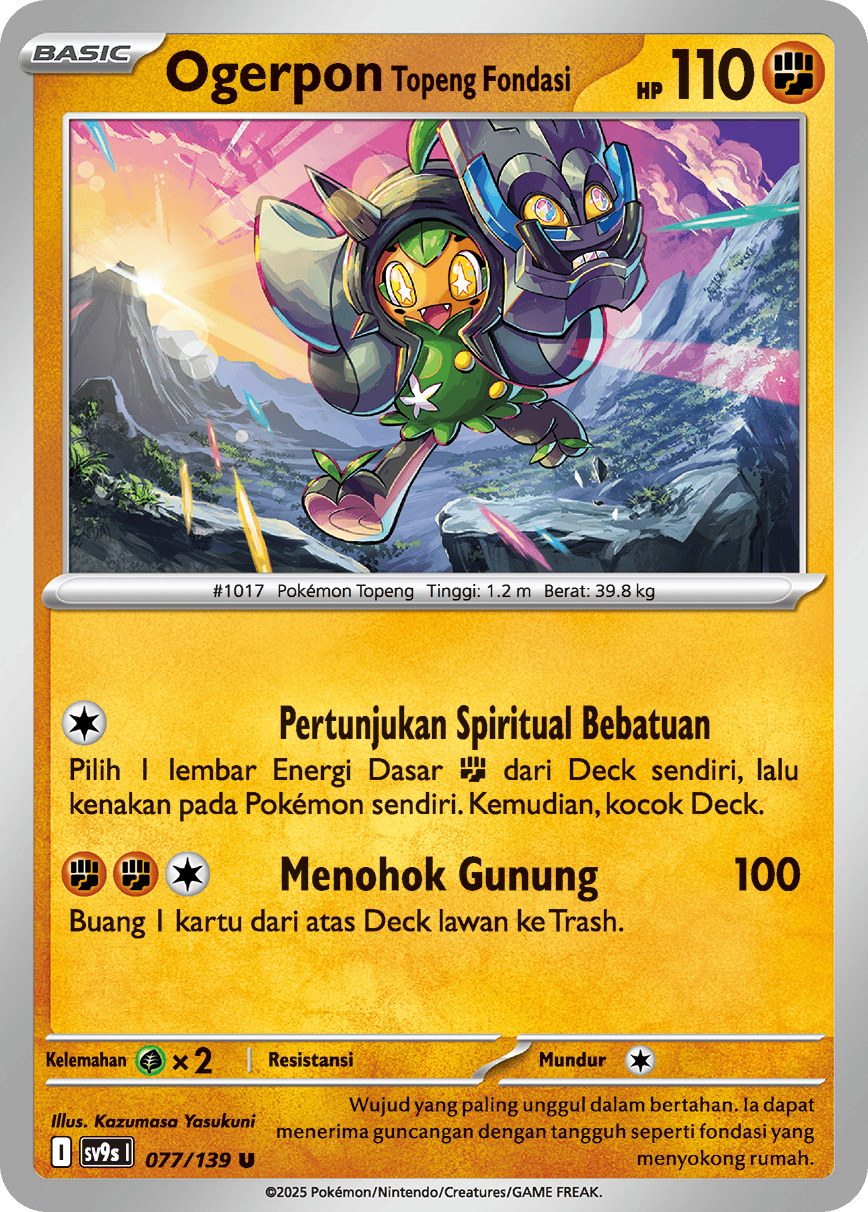 BASIC
Ogerpon Topeng Fondasi HP 110
#1017 Pokémon Topeng Tinggi: 1.2 m Berat: 39.8 kg
Pertunjukan Spiritual Bebatuan
Pilih 1 lembar Energi Dasar dari Deck sendiri, lalu
kenakan pada Pokémon sendiri. Kemudian, kocok Deck.
Menohok Gunung 100
Buang 1 kartu dari atas Deck lawan ke Trash.
Kelemahan ×2 Resistansi Mundur
Illus. Kazumasa Yasukuni
I sv9s I 077/139 U
Wujud yang paling unggul dalam bertahan. Ia dapat
menerima guncangan dengan tangguh seperti fondasi yang
menyokong rumah.
©2025 Pokémon/Nintendo/Creatures/GAME FREAK.